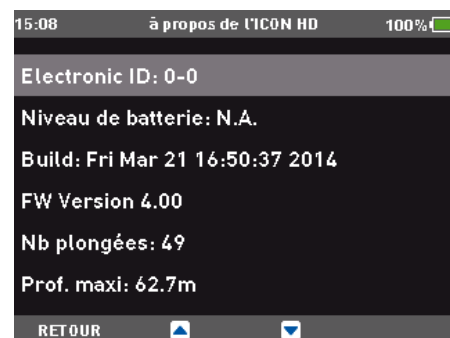 15:08 à propos de l'ICON HD 100%
Electronic ID: 0-0
Niveau de batterie: N.A.
Build: Fri Mar 21 16:50:37 2014
FW Version 4.00
Nb plongées: 49
Prof. maxi: 62.7m
RETOUR